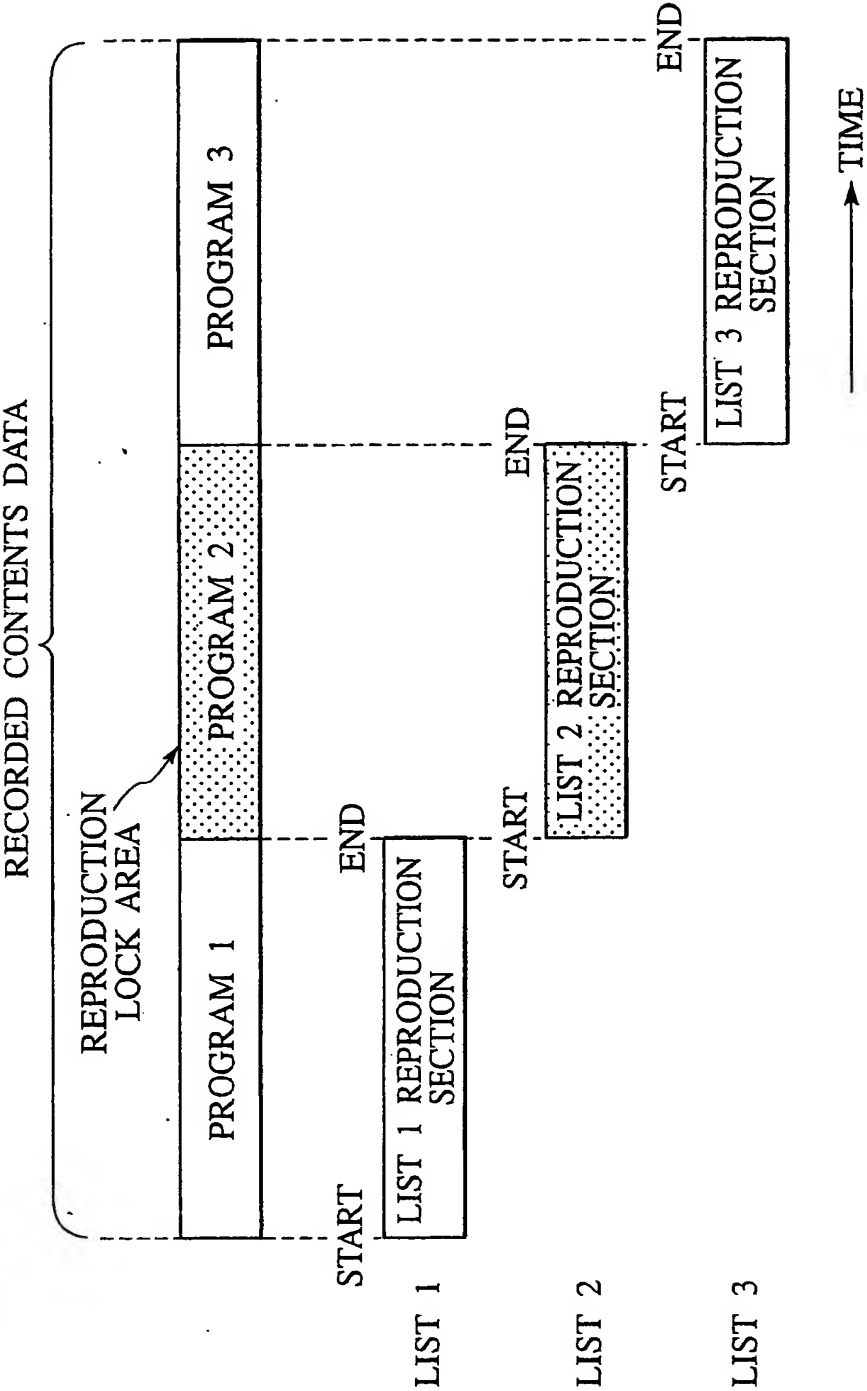 RECORDED CONTENTS DATA
REPRODUCTION
LOCK AREA
PROGRAM 1
PROGRAM 2
PROGRAM 3
START
END
LIST 1
LIST 1 REPRODUCTION
SECTION
START
END
LIST 2
LIST 2 REPRODUCTION
SECTION
START
END
LIST 3
LIST 3 REPRODUCTION
SECTION
TIME